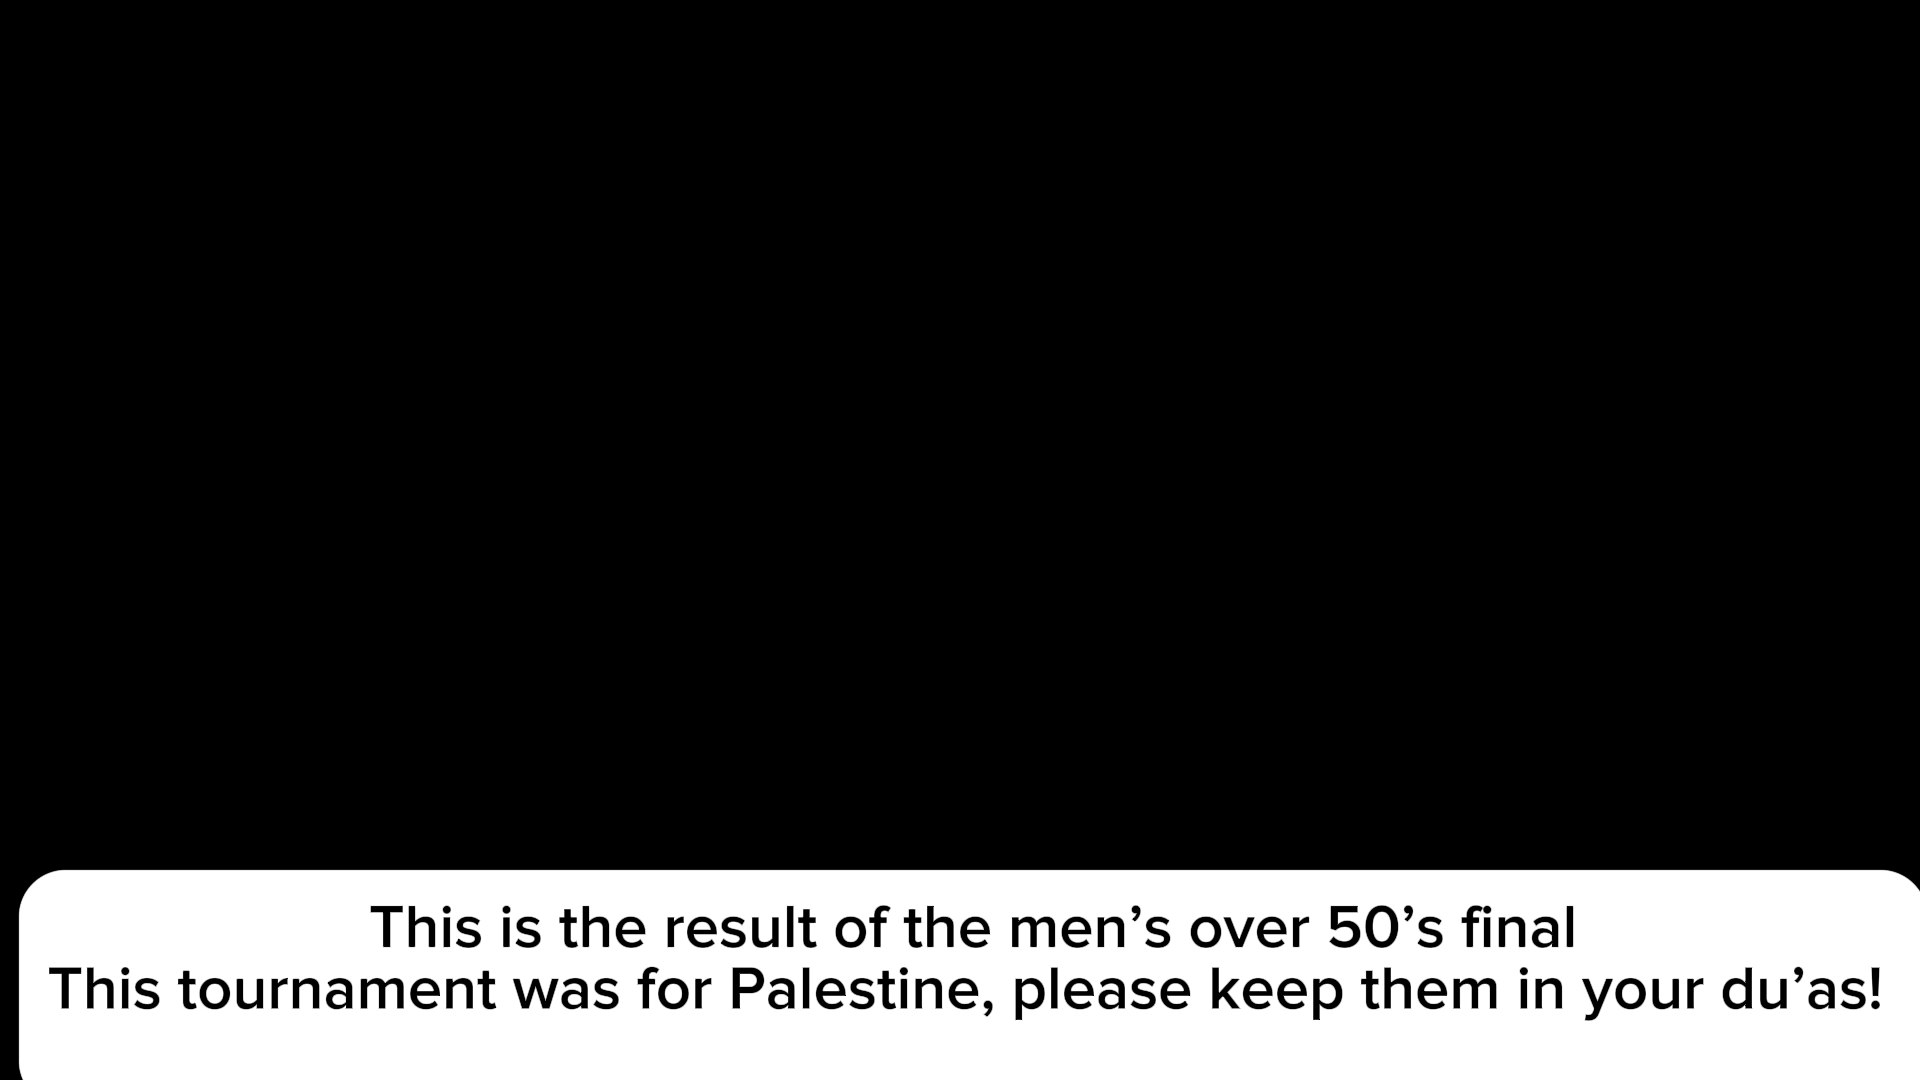 This is the result of the men’s over 50’s final
This tournament was for Palestine, please keep them in your du’as!